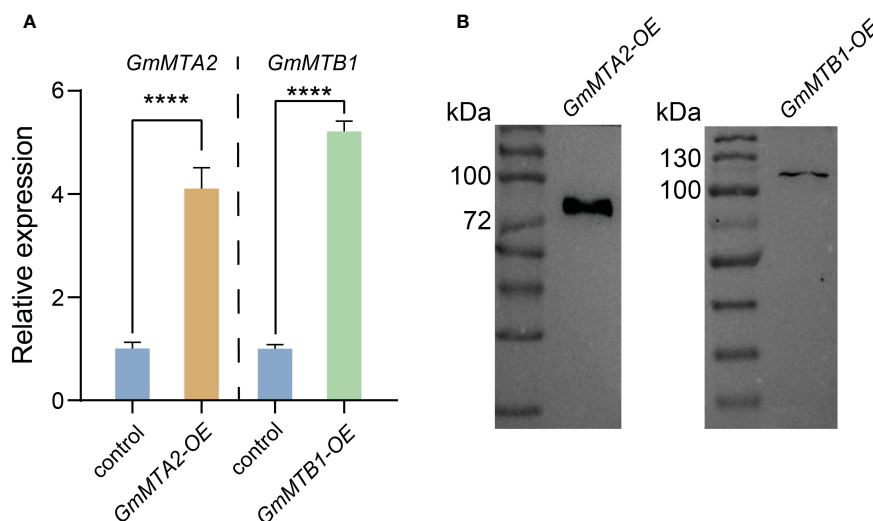 A
GmMTA2
GmMTB1
****
****
Relative expression
6
4
2
0
control
GmMTA2-OE
control
GmMTB1-OE
B
kDa
GmMTA2-OE
100
72
kDa
GmMTB1-OE
130
100